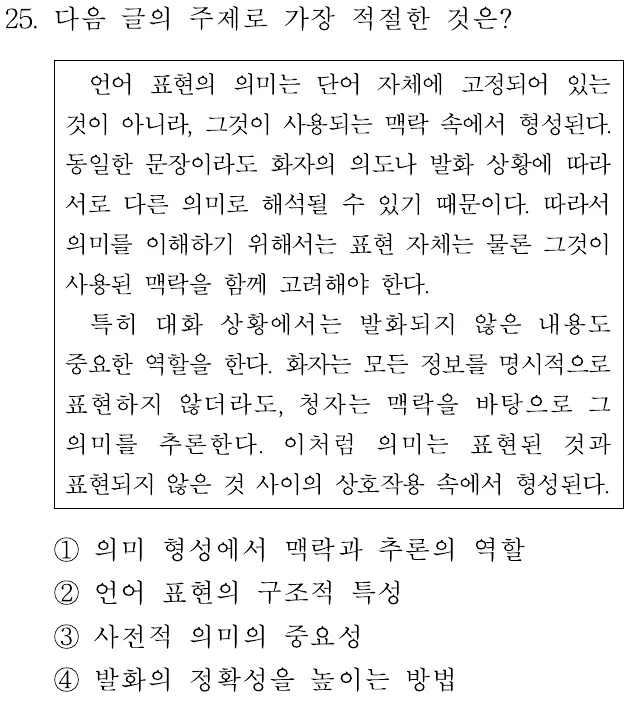 25. 다음 글의 주제로 가장 적절한 것은?
언어 표현의 의미는 단어 자체에 고정되어 있는
것이 아니라, 그것이 사용되는 맥락 속에서 형성된다.
동일한 문장이라도 화자의 의도나 발화 상황에 따라
서로 다른 의미로 해석될 수 있기 때문이다. 따라서
의미를 이해하기 위해서는 표현 자체는 물론 그것이
사용된 맥락을 함께 고려해야 한다.
특히 대화 상황에서는 발화되지 않은 내용도
중요한 역할을 한다. 화자는 모든 정보를 명시적으로
표현하지 않더라도, 청자는 맥락을 바탕으로 그
의미를 추론한다. 이처럼 의미는 표현된 것과
표현되지 않은 것 사이의 상호작용 속에서 형성된다.
① 의미 형성에서 맥락과 추론의 역할
② 언어 표현의 구조적 특성
③ 사전적 의미의 중요성
④ 발화의 정확성을 높이는 방법